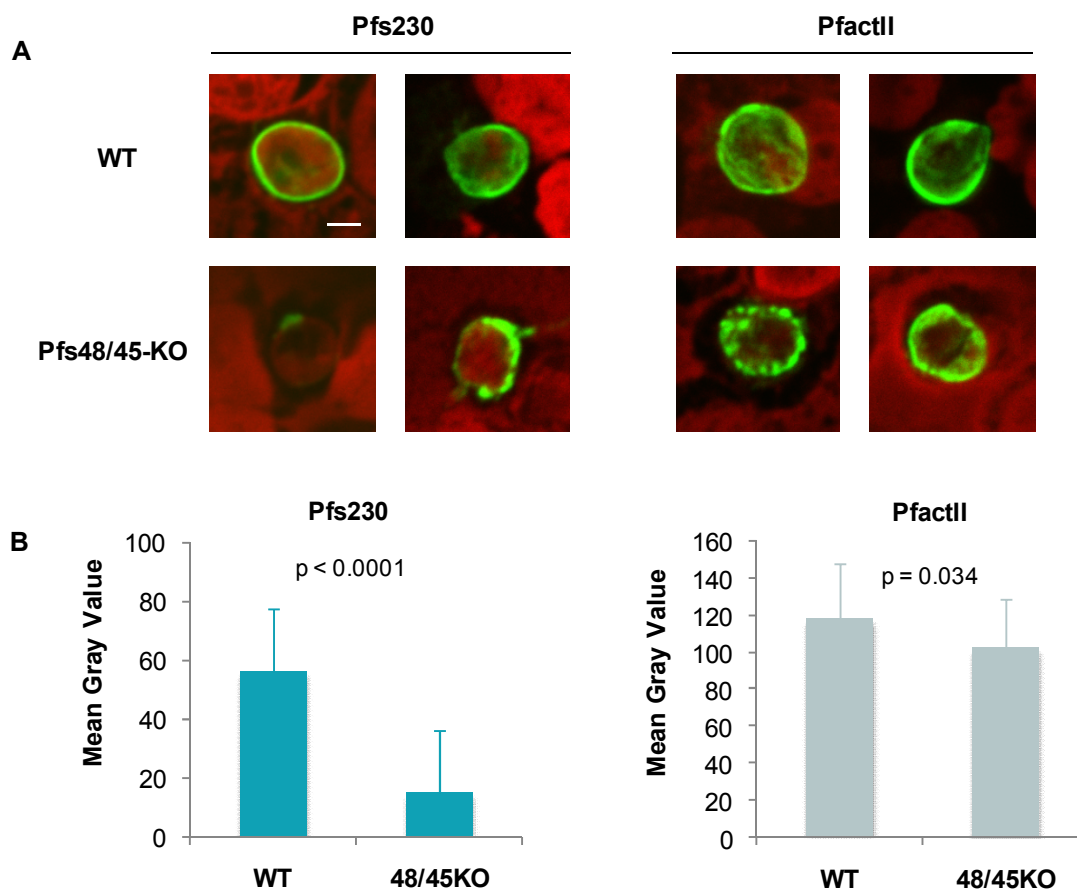 A
Pfs230 PfactII
WT
Pfs48/45-KO
B
Pfs230
Mean Gray Value
100
80
60
40
20
0
p < 0.0001
WT 48/45KO
PfactII
Mean Gray Value
160
140
120
100
80
60
40
20
0
p = 0.034
WT 48/45KO